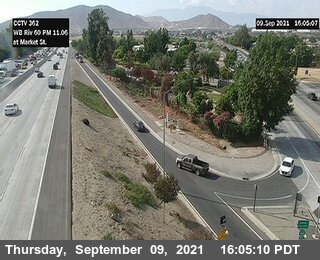 CCTV 362
09.Sep 2021 16:05:07
WB Riv 60 PM 11.06
at Market St.
Thursday, September 09, 2021 16:05:10 PDT